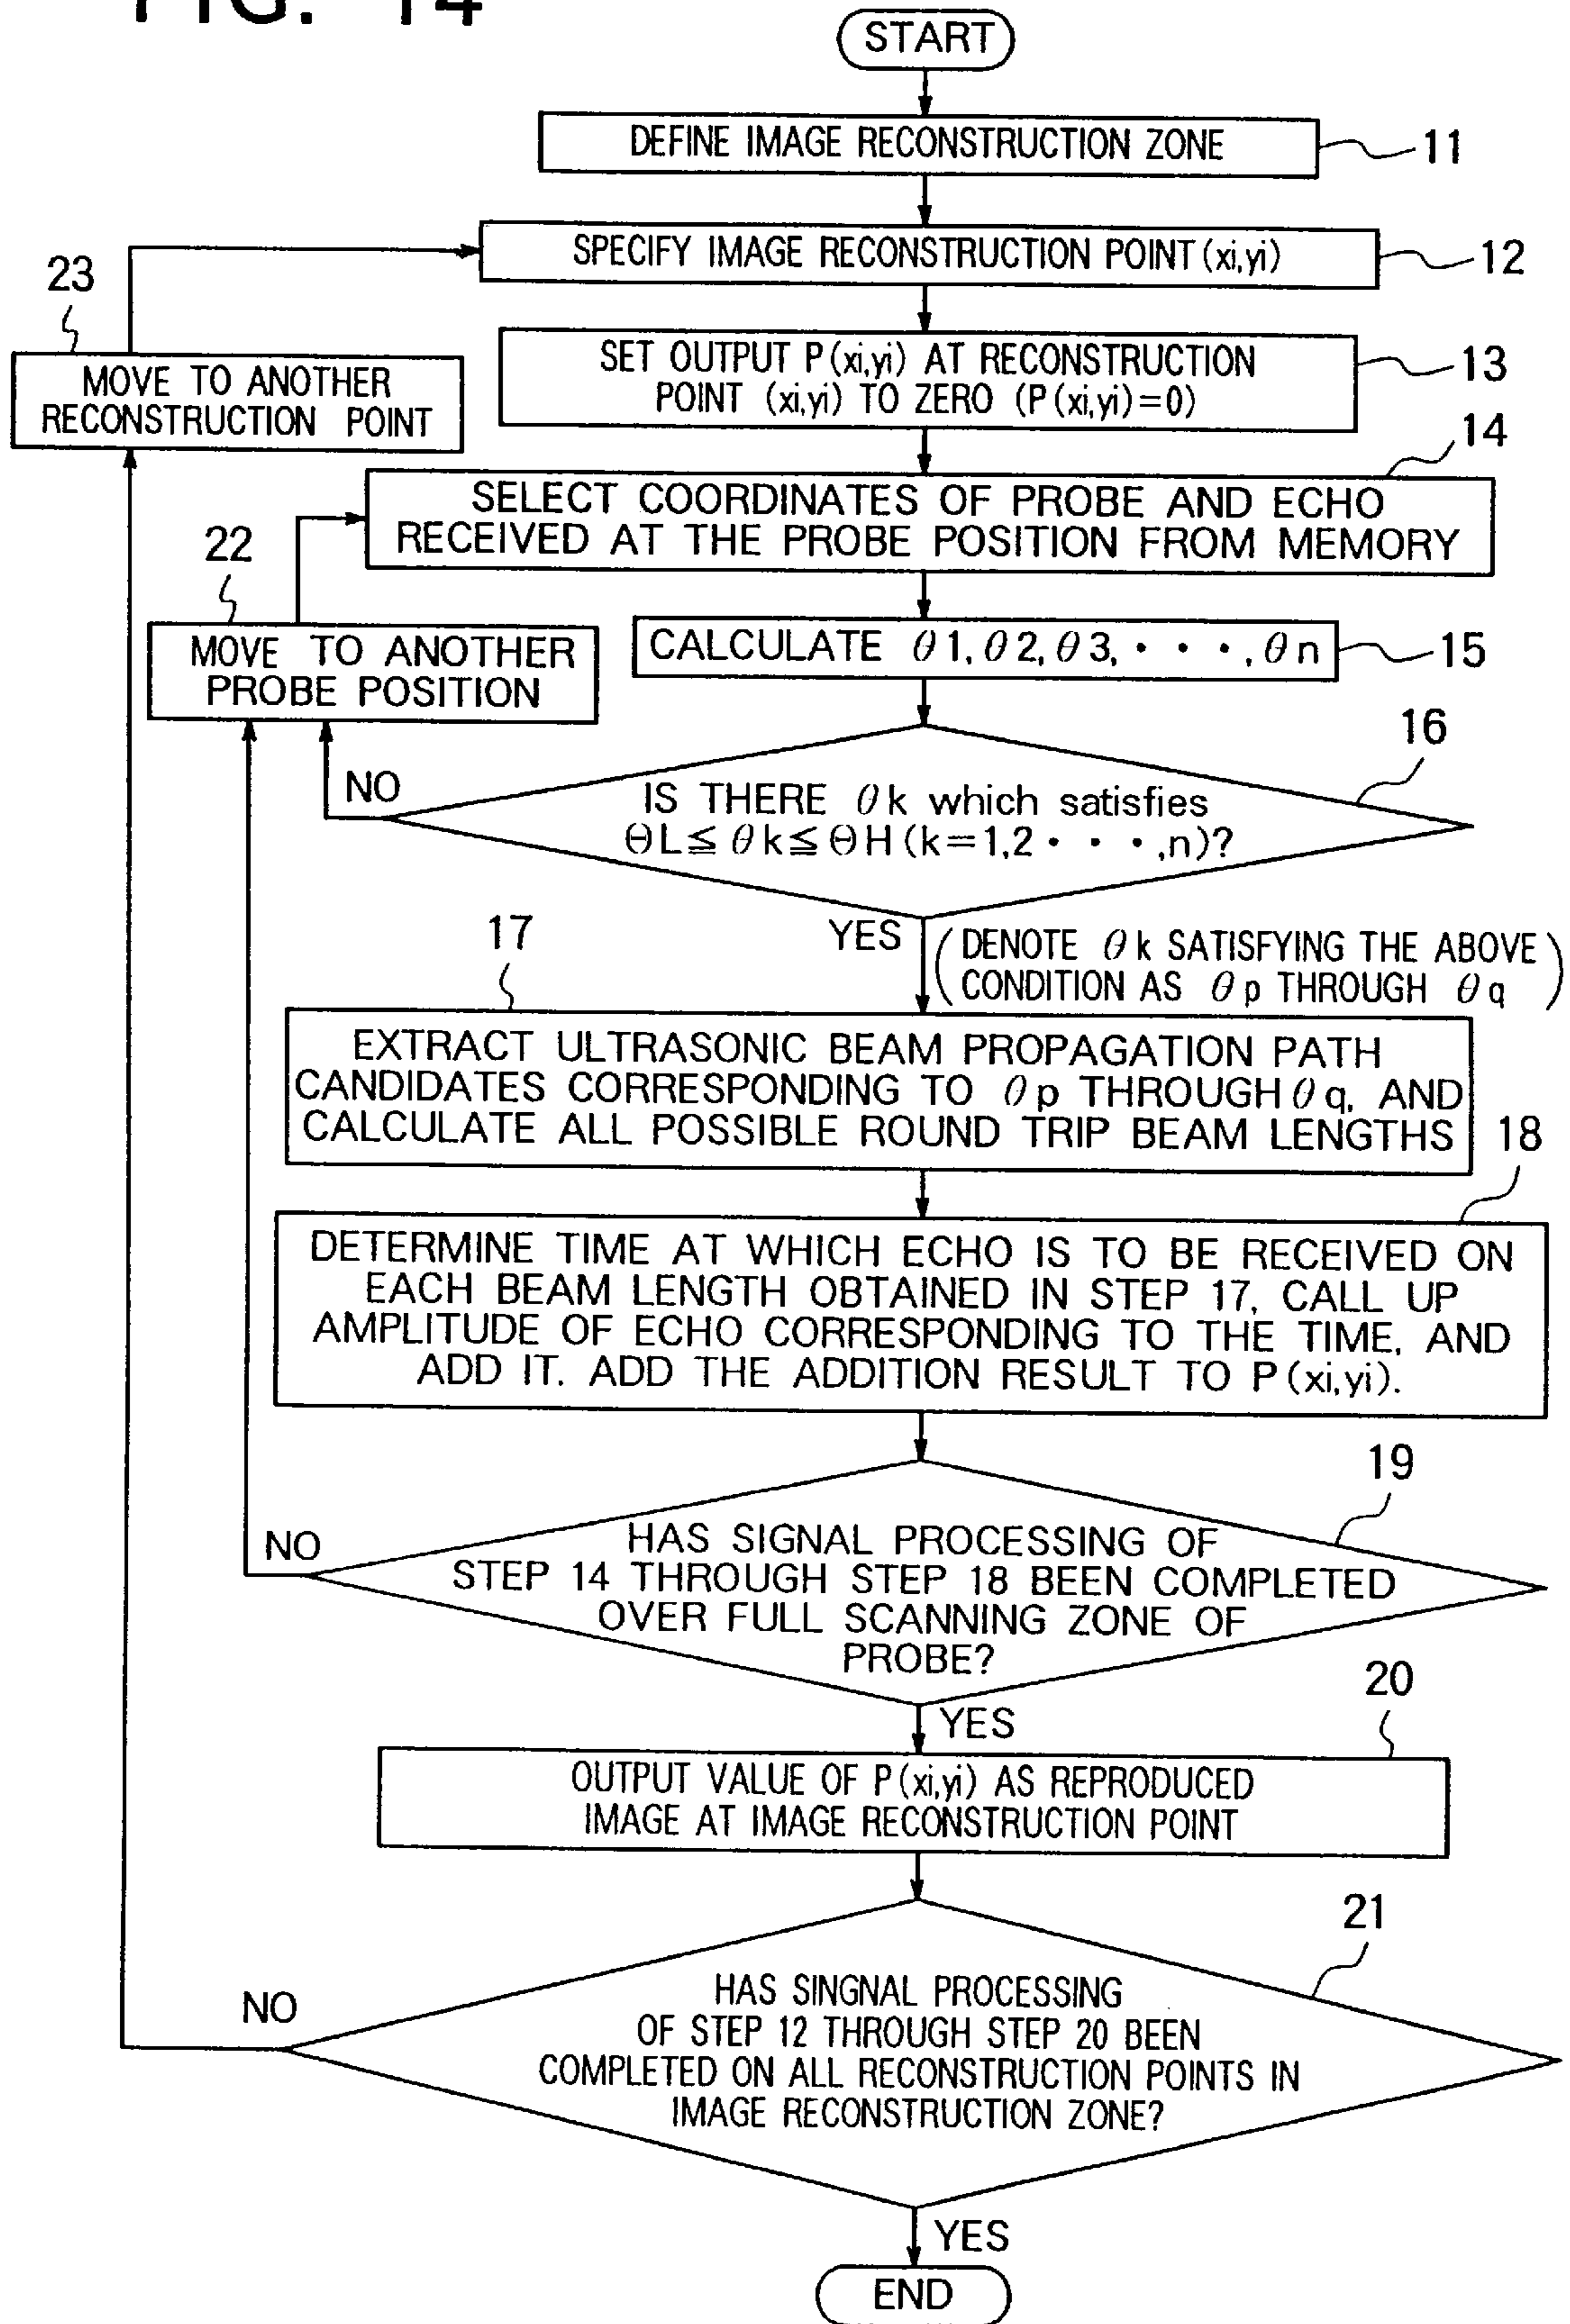 FIG. 14
START
DEFINE IMAGE RECONSTRUCTION ZONE
11
SPECIFY IMAGE RECONSTRUCTION POINT (xi,yi)
12
23
MOVE TO ANOTHER
RECONSTRUCTION POINT
SET OUTPUT P(xi,yi) AT RECONSTRUCTION
POINT (xi,yi) TO ZERO (P(xi,yi)=0)
13
14
SELECT COORDINATES OF PROBE AND ECHO
RECEIVED AT THE PROBE POSITION FROM MEMORY
22
MOVE TO ANOTHER
PROBE POSITION
CALCULATE θ1, θ2, θ3, · · ·, θn
15
16
NO
IS THERE θk which satisfies
ΘL≦θk≦ΘH (k=1,2 · · ·,n)?
17
YES
(DENOTE θk SATISFYING THE ABOVE
CONDITION AS θp THROUGH θq)
EXTRACT ULTRASONIC BEAM PROPAGATION PATH
CANDIDATES CORRESPONDING TO θp THROUGH θq, AND
CALCULATE ALL POSSIBLE ROUND TRIP BEAM LENGTHS
18
DETERMINE TIME AT WHICH ECHO IS TO BE RECEIVED ON
EACH BEAM LENGTH OBTAINED IN STEP 17, CALL UP
AMPLITUDE OF ECHO CORRESPONDING TO THE TIME, AND
ADD IT. ADD THE ADDITION RESULT TO P(xi,yi).
19
NO
HAS SIGNAL PROCESSING OF
STEP 14 THROUGH STEP 18 BEEN COMPLETED
OVER FULL SCANNING ZONE OF
PROBE?
20
YES
OUTPUT VALUE OF P(xi,yi) AS REPRODUCED
IMAGE AT IMAGE RECONSTRUCTION POINT
21
NO
HAS SINGNAL PROCESSING
OF STEP 12 THROUGH STEP 20 BEEN
COMPLETED ON ALL RECONSTRUCTION POINTS IN
IMAGE RECONSTRUCTION ZONE?
YES
END